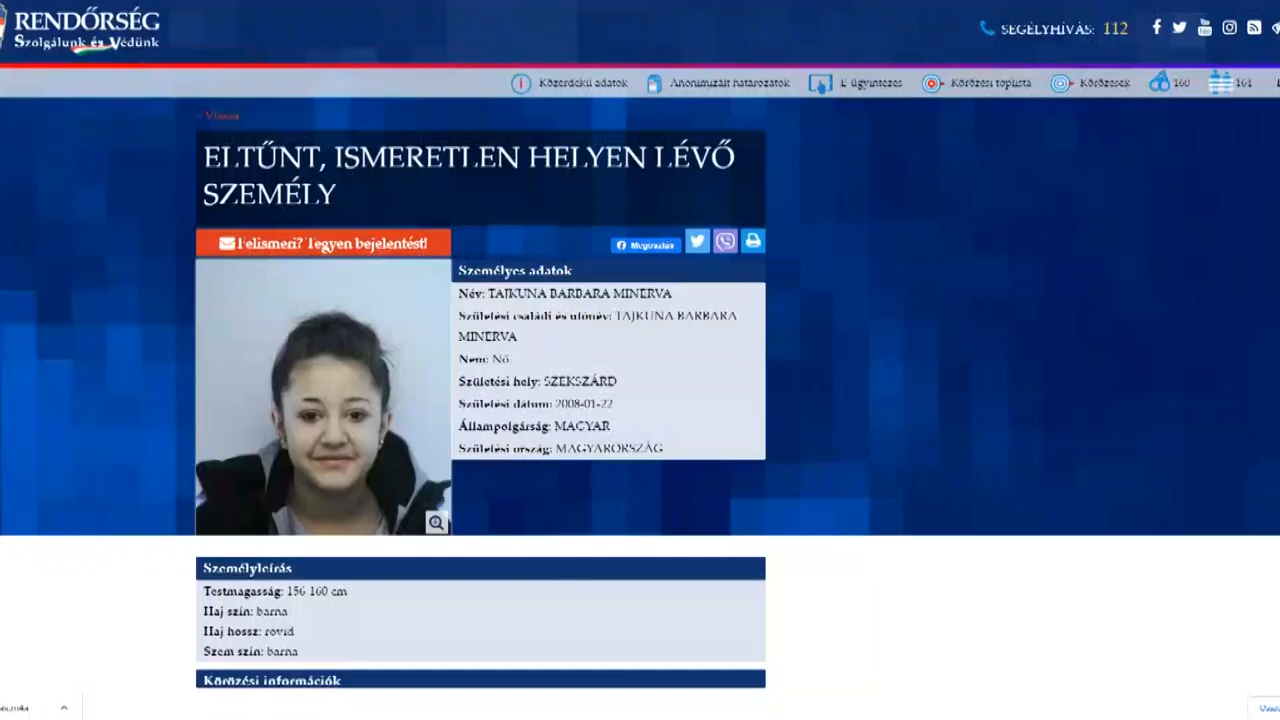 RENDŐRSÉG
Szolgálunk és Védünk
SEGÉLYHÍVÁS: 112
Közérdekű adatok
Anonimizált határozatok
E-ügyintézés
Körözési toplista
Körözések
160
161
Vissza
ELTŰNT, ISMERETLEN HELYEN LÉVŐ
SZEMÉLY
Felismeri? Tegyen bejelentést!
Megosztás
Személyes adatok
Név: TAJKUNA BARBARA MINERVA
Születési családi és utónév: TAJKUNA BARBARA
MINERVA
Nem: Nő
Születési hely: SZEKSZÁRD
Születési dátum: 2008-01-22
Állampolgárság: MAGYAR
Születési ország: MAGYARORSZÁG
Személyleírás
Testmagasság: 156-160 cm
Haj szín: barna
Haj hossz: rövid
Szem szín: barna
Körözési információk